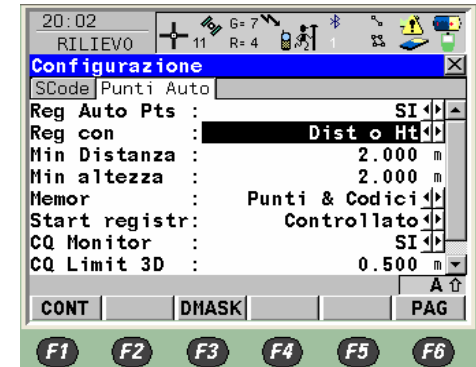 20:02 G= 7
RILIEVO 11 R= 4 1
Configurazione
SCode Punti Auto
Reg Auto Pts : SI
Reg con : Dist o Ht
Min Distanza : 2.000 m
Min altezza : 2.000 m
Memor : Punti & Codici
Start registr: Controllato
CQ Monitor : SI
CQ Limit 3D : 0.500 m
A
CONT DMASK PAG
F1 F2 F3 F4 F5 F6